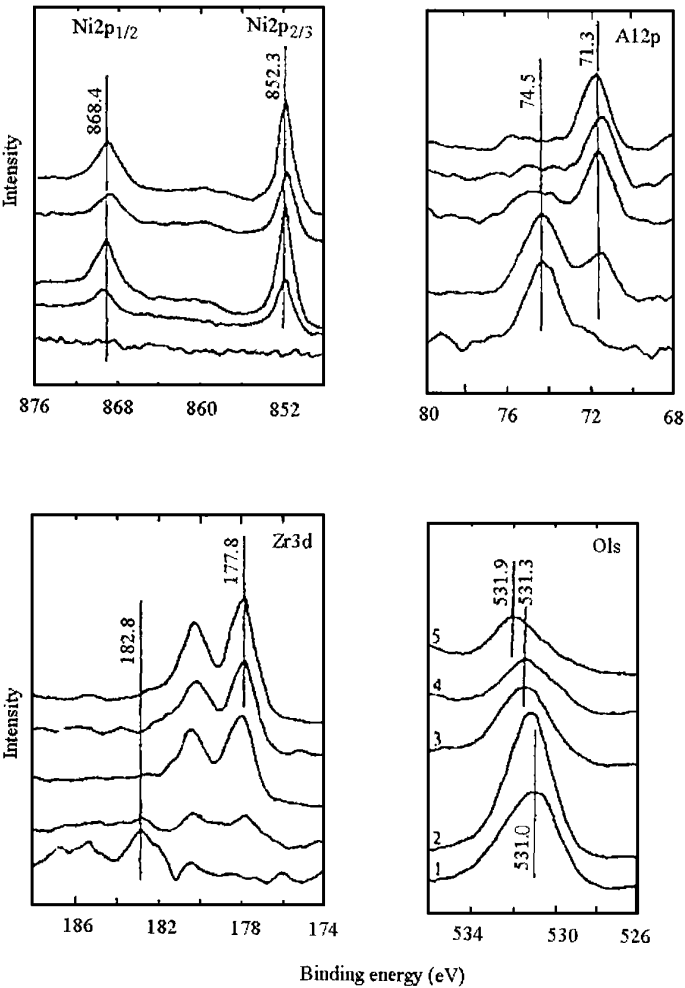 Ni2p1/2
Ni2p2/3
868.4
852.3
Intensity
876 868 860 852
A12p
74.5
71.3
80 76 72 68
Zr3d
182.8
177.8
Intensity
186 182 178 174
O1s
531.9
531.3
5
4
3
2
1
531.0
534 530 526
Binding energy (eV)